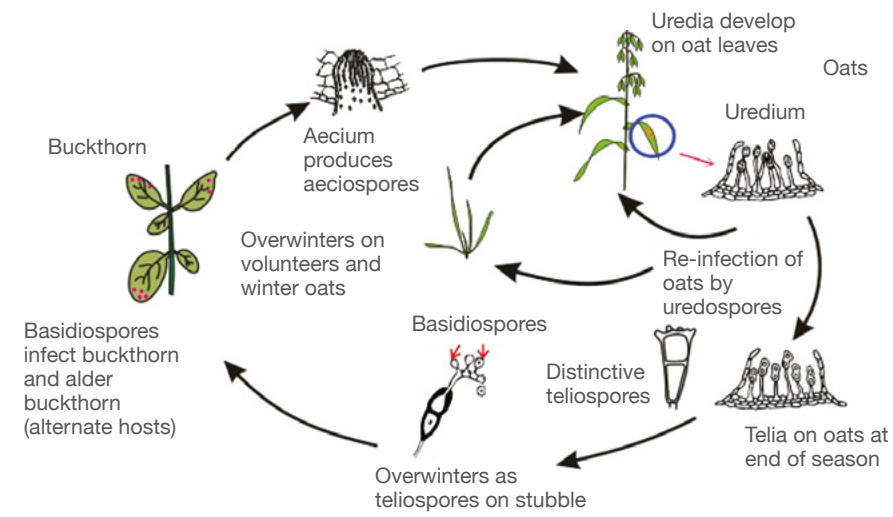 Uredia develop
on oat leaves
Oats
Uredium
Buckthorn
Aecium
produces
aeciospores
Overwinters on
volunteers and
winter oats
Re-infection of
oats by
uredospores
Basidiospores
Basidiospores
infect buckthorn
and alder
buckthorn
(alternate hosts)
Distinctive
teliospores
Telia on oats at
end of season
Overwinters as
teliospores on stubble